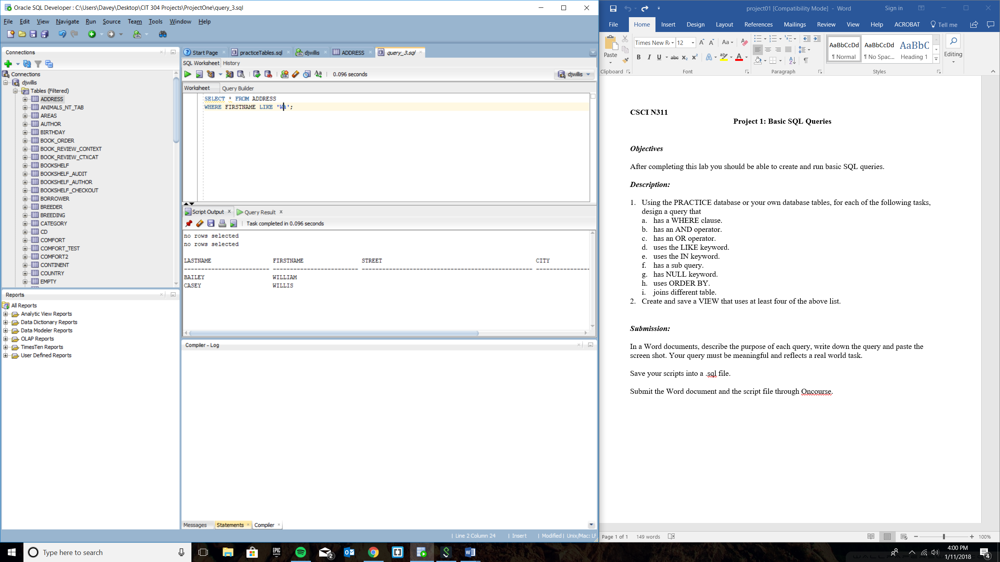 Oracle SQL Developer : C:\Users\Davey\Desktop\CIT 304 Projects\ProjectOne\query_3.sql
File Edit View Navigate Run Source Team Tools Window Help
Connections
Connections
djwillis
Tables (Filtered)
ADDRESS
ANIMALS_NT_TAB
AREAS
AUTHOR
BIRTHDAY
BOOK_ORDER
BOOK_REVIEW_CONTEXT
BOOK_REVIEW_CTXCAT
BOOKSHELF
BOOKSHELF_AUDIT
BOOKSHELF_AUTHOR
BOOKSHELF_CHECKOUT
BORROWER
BREEDER
BREEDING
CATEGORY
CD
COMFORT
COMFORT_TEST
COMFORT2
CONTINENT
COUNTRY
EMPTY
Reports
All Reports
Analytic View Reports
Data Dictionary Reports
Data Modeler Reports
OLAP Reports
TimesTen Reports
User Defined Reports
Start Page practiceTables.sql djwillis ADDRESS query_3.sql
SQL Worksheet History
0.096 seconds djwillis
Worksheet Query Builder
SELECT * FROM ADDRESS
WHERE FIRSTNAME LIKE 'W%';
Script Output Query Result
Task completed in 0.096 seconds
no rows selected
no rows selected
LASTNAME FIRSTNAME STREET CITY
BAILEY WILLIAM
CASEY WILLIS
Compiler - Log
Messages Statements Compiler
Line 2 Column 24 Insert Modified Unix/Mac: LF
project01 [Compatibility Mode] - Word Sign in
File Home Insert Design Layout References Mailings Review View Help ACROBAT Tell me
Paste
Times New R 12 Aa
B I U abc X₂ X² A A
AaBbCcDd AaBbCcDd AaBbC
¶ Normal ¶ No Spac... Heading 1
Editing
Clipboard Font Paragraph Styles
CSCI N311
Project 1: Basic SQL Queries
Objectives
After completing this lab you should be able to create and run basic SQL queries.
Description:
1. Using the PRACTICE database or your own database tables, for each of the following tasks,
design a query that
a. has a WHERE clause.
b. has an AND operator.
c. has an OR operator.
d. uses the LIKE keyword.
e. uses the IN keyword.
f. has a sub query.
g. has NULL keyword.
h. uses ORDER BY.
i. joins different table.
2. Create and save a VIEW that uses at least four of the above list.
Submission:
In a Word documents, describe the purpose of each query, write down the query and paste the
screen shot. Your query must be meaningful and reflects a real world task.
Save your scripts into a .sql file.
Submit the Word document and the script file through Oncourse.
Page 1 of 1 149 words 100%
Type here to search
EPIC GAMES
2
4:00 PM
1/11/2018
4